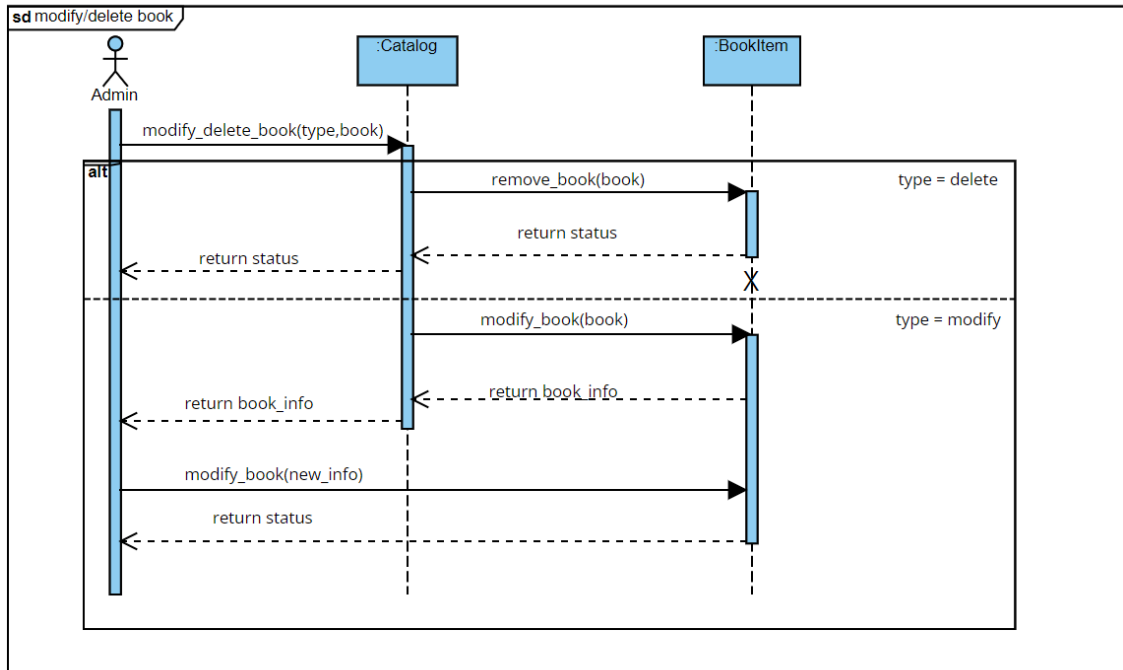 sd modify/delete book
:Catalog
:BookItem
Admin
modify_delete_book(type,book)
alt
remove_book(book)
type = delete
return status
return status
X
modify_book(book)
type = modify
return book_info
return book_info
modify_book(new_info)
return status